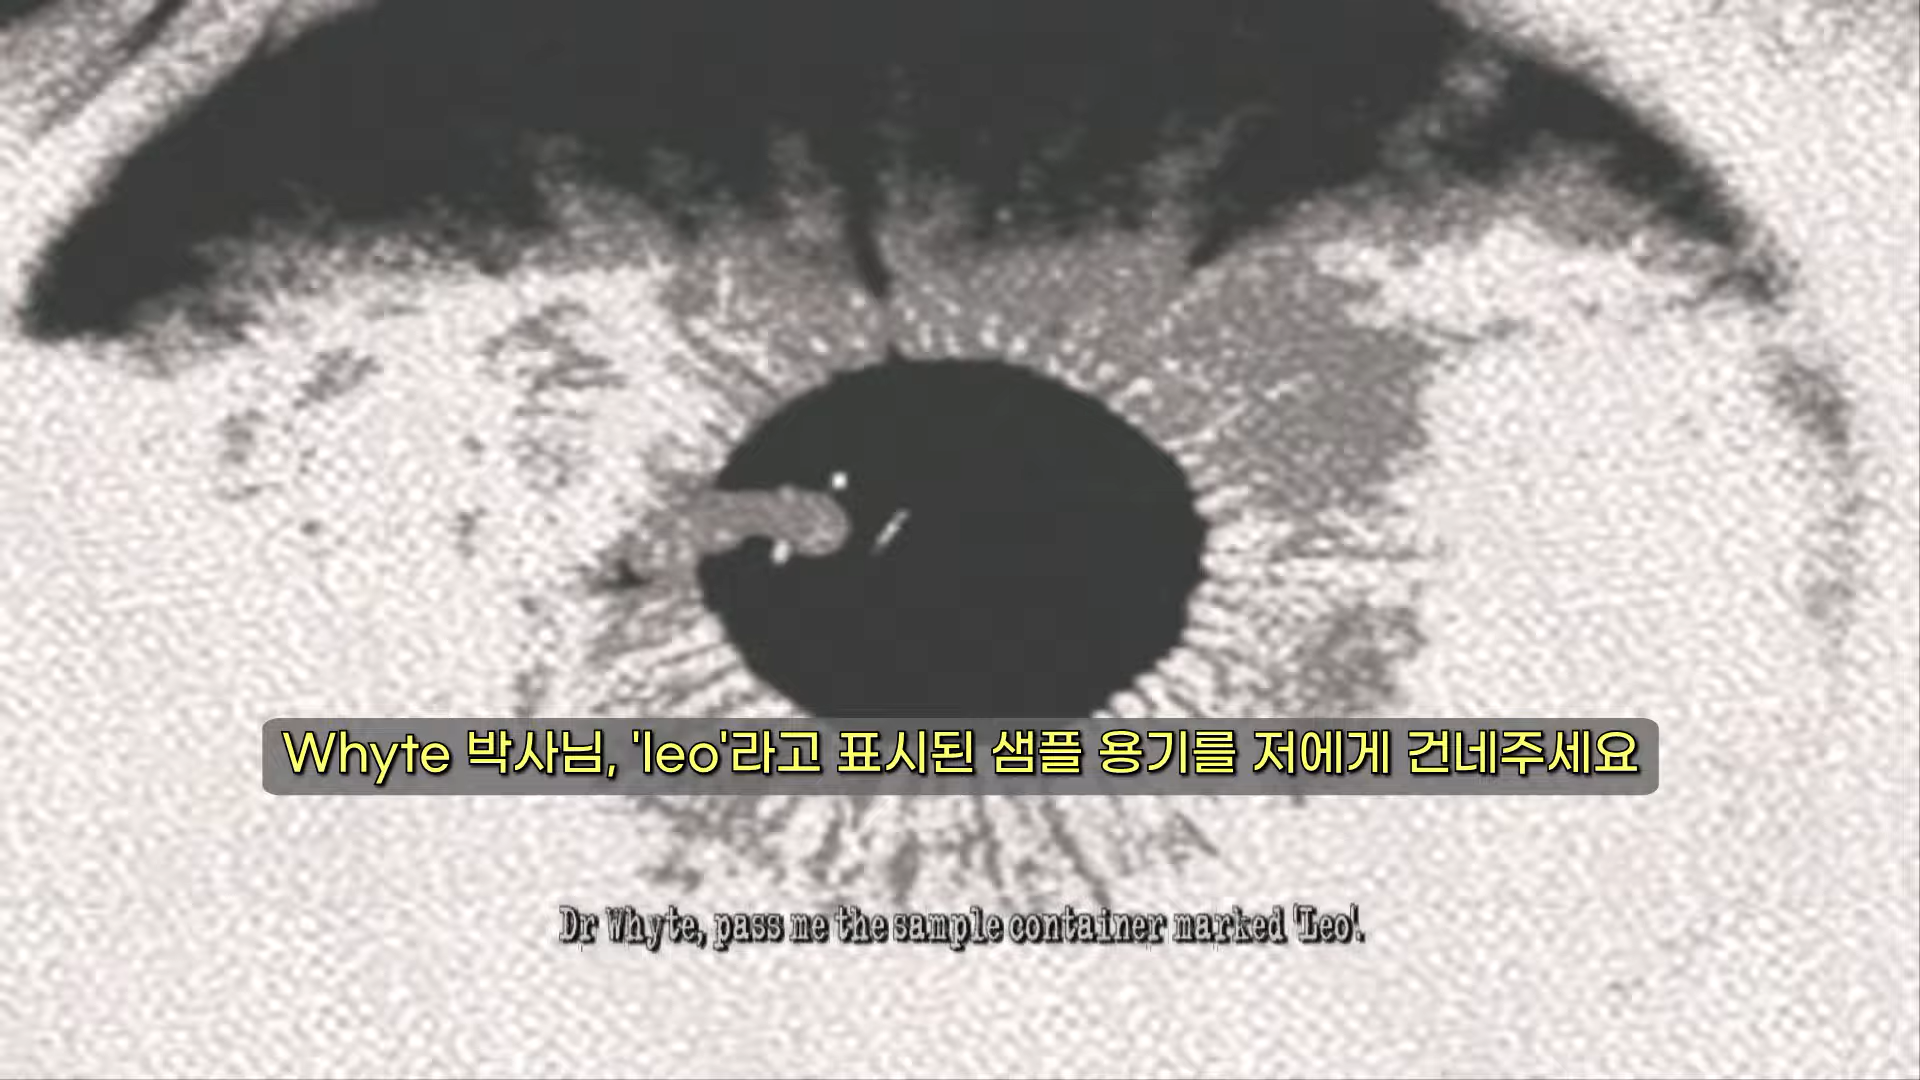 Whyte 박사님, 'leo'라고 표시된 샘플 용기를 저에게 건네주세요
Dr Whyte, pass me the sample container marked 'Leo'.